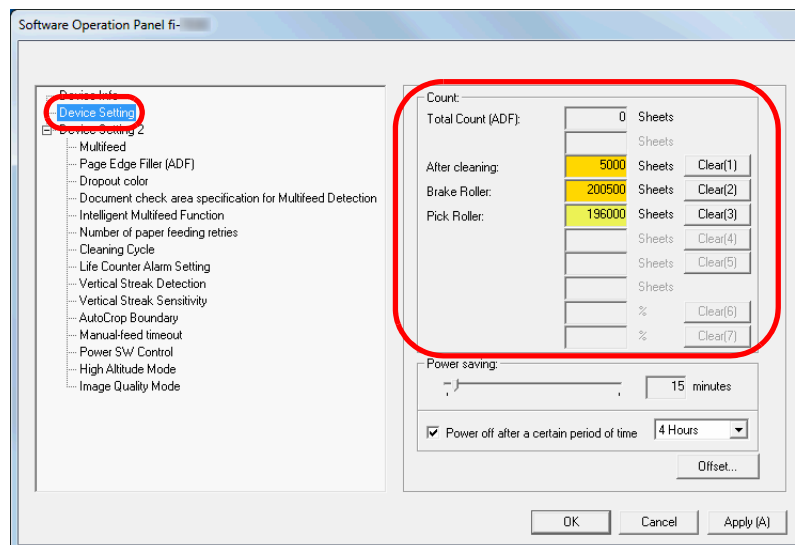 Software Operation Panel fi-
Device Info
Device Setting
Device Setting 2
Multifeed
Page Edge Filler (ADF)
Dropout color
Document check area specification for Multifeed Detection
Intelligent Multifeed Function
Number of paper feeding retries
Cleaning Cycle
Life Counter Alarm Setting
Vertical Streak Detection
Vertical Streak Sensitivity
AutoCrop Boundary
Manual-feed timeout
Power SW Control
High Altitude Mode
Image Quality Mode
Count:
Total Count (ADF): 0 Sheets
Sheets
After cleaning: 5000 Sheets Clear(1)
Brake Roller: 200500 Sheets Clear(2)
Pick Roller: 196000 Sheets Clear(3)
Sheets Clear(4)
Sheets Clear(5)
Sheets
% Clear(6)
% Clear(7)
Power saving:
15 minutes
Power off after a certain period of time 4 Hours
Offset...
OK Cancel Apply (A)